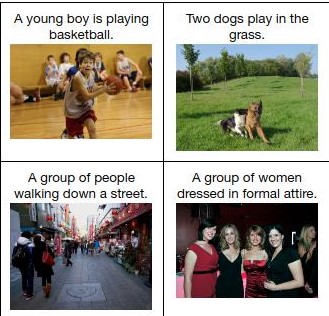 A young boy is playing
basketball.
Two dogs play in the
grass.
A group of people
walking down a street.
A group of women
dressed in formal attire.